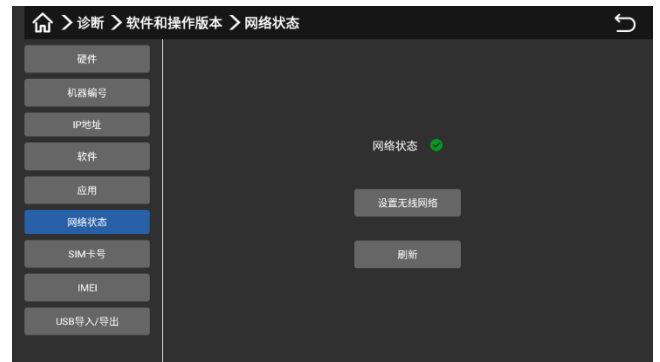 诊断 软件和操作版本 网络状态
硬件
机器编号
IP地址
软件
应用
网络状态
SIM卡号
IMEI
USB导入/导出
网络状态
设置无线网络
刷新